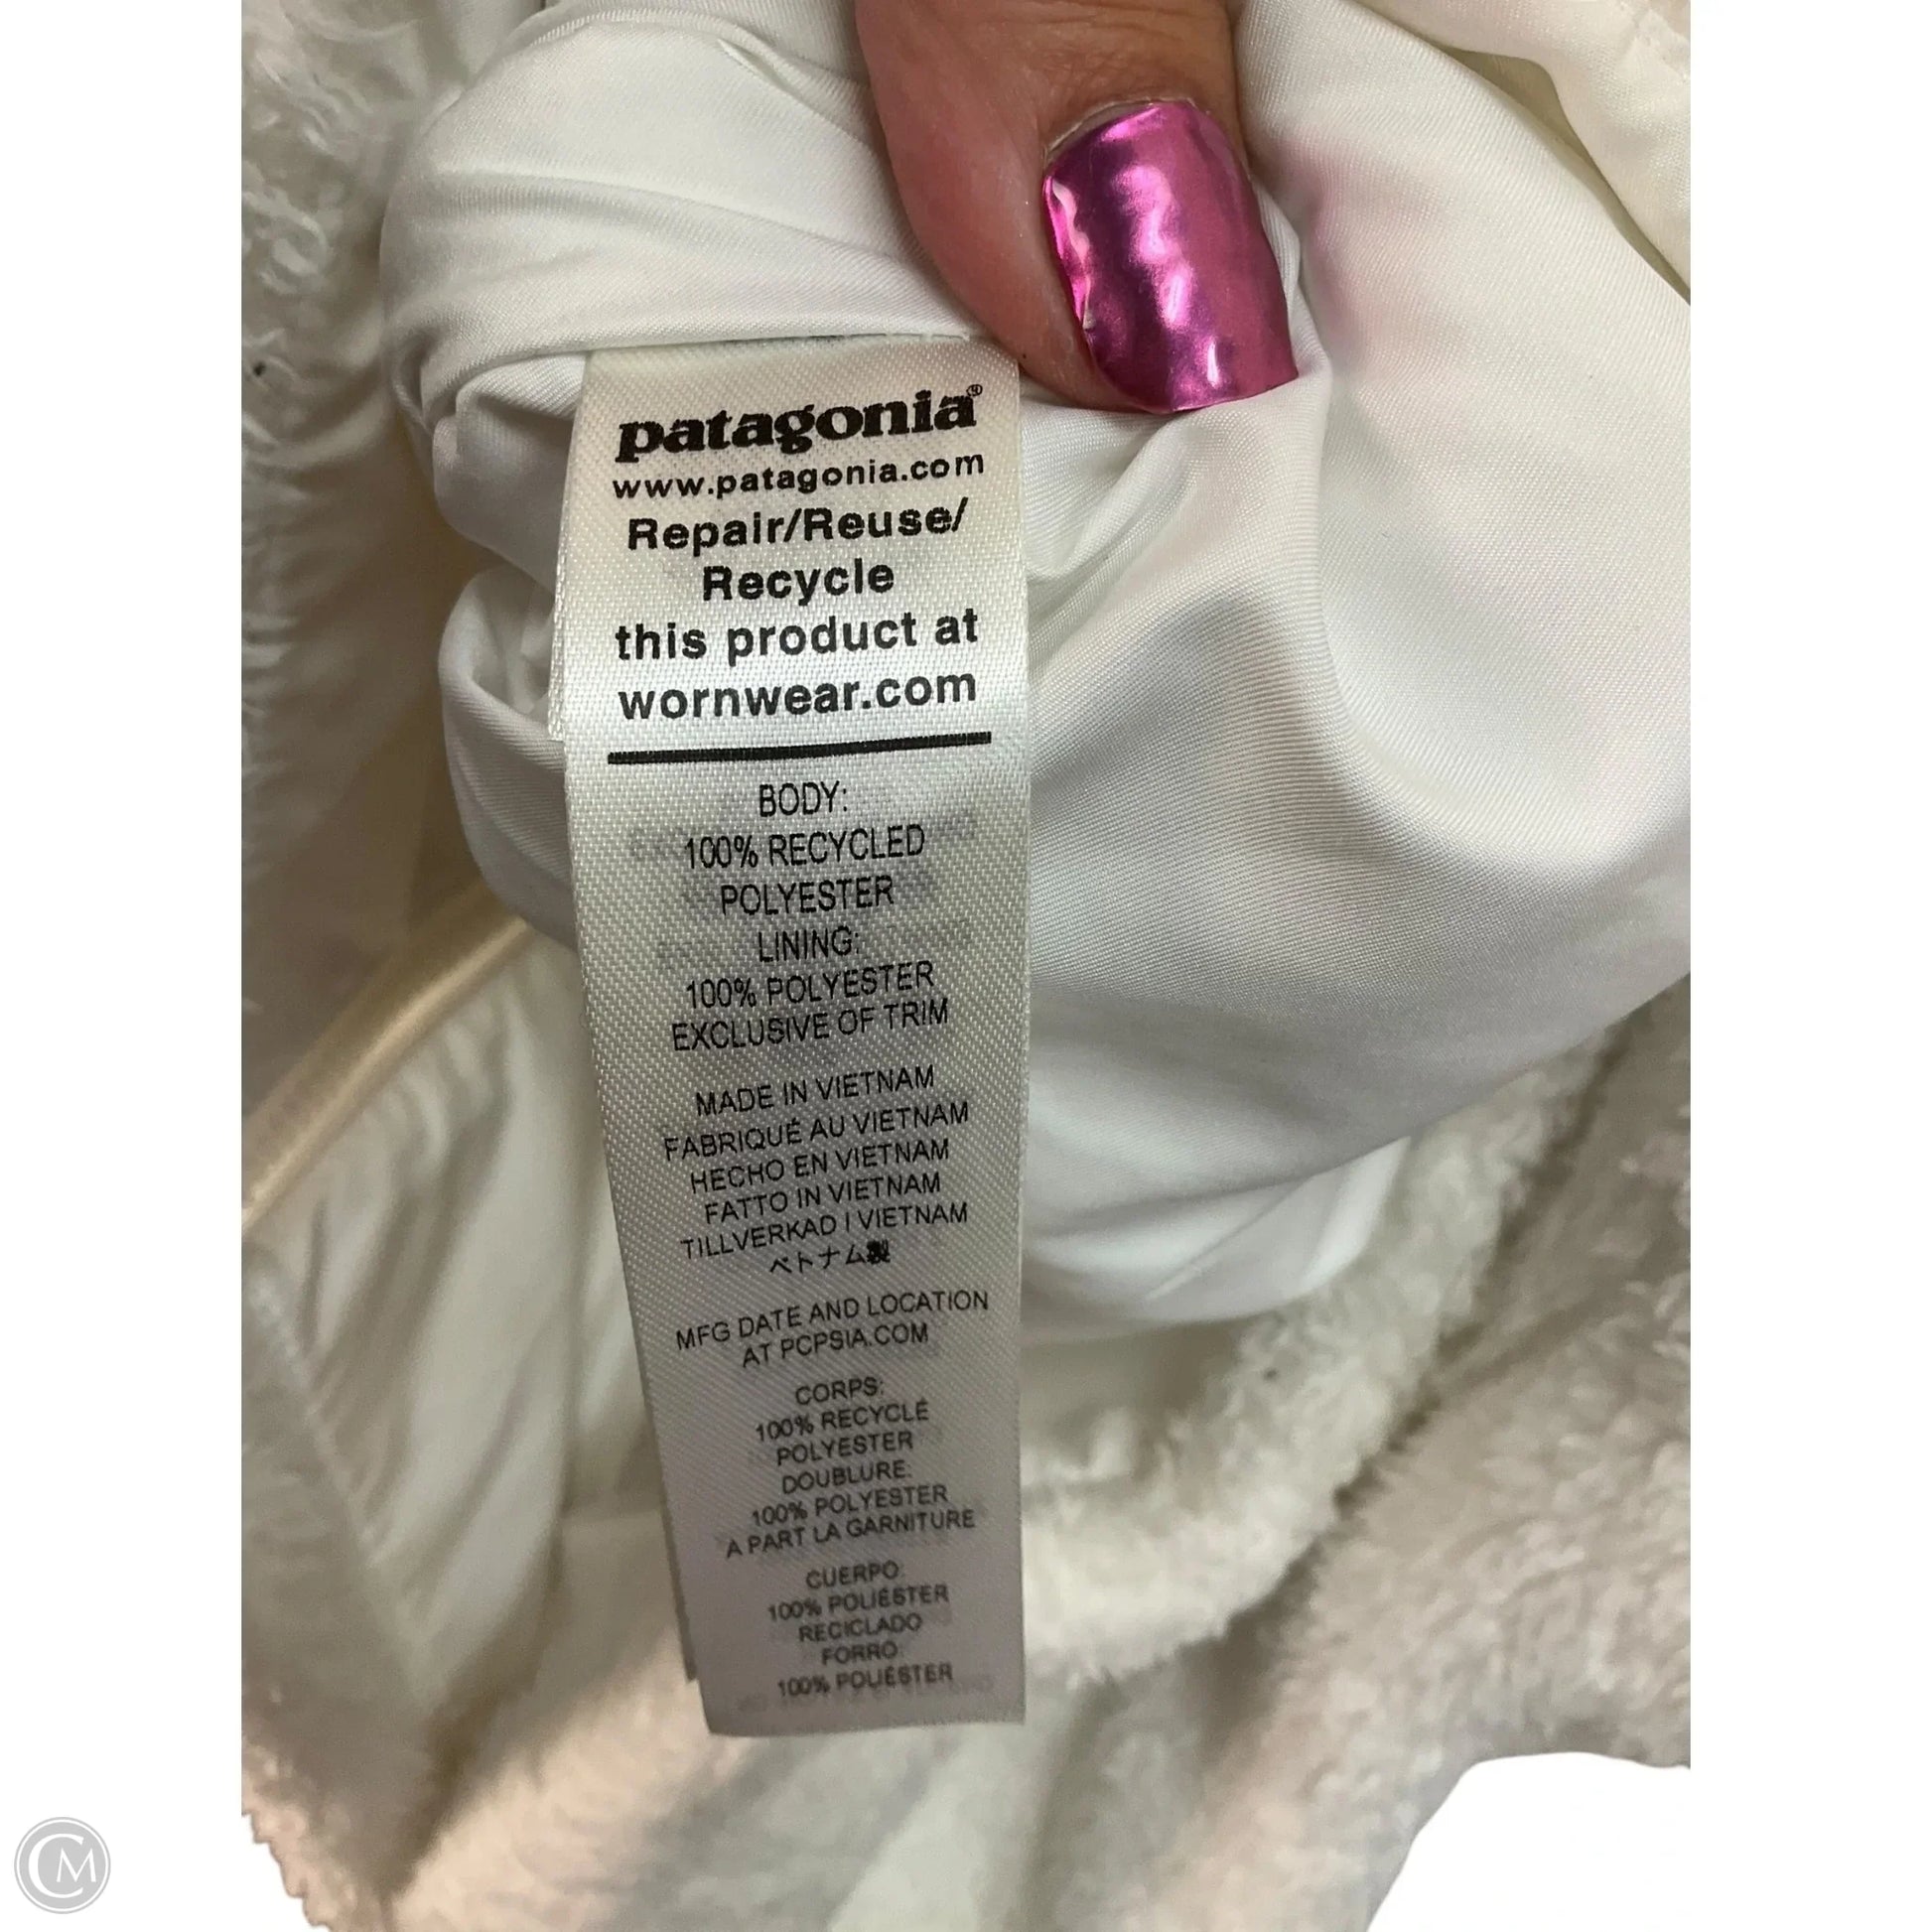 patagonia®
www.patagonia.com
Repair/Reuse/
Recycle
this product at
wornwear.com
BODY:
100% RECYCLED
POLYESTER
LINING:
100% POLYESTER
EXCLUSIVE OF TRIM
MADE IN VIETNAM
FABRIQUÉ AU VIETNAM
HECHO EN VIETNAM
FATTO IN VIETNAM
TILLVERKAD I VIETNAM
ベトナム製
MFG DATE AND LOCATION
AT PCPSIA.COM
CORPS:
100% RECYCLÉ
POLYESTER
DOUBLURE:
100% POLYESTER
A PART LA GARNITURE
CUERPO:
100% POLIÉSTER
RECICLADO
FORRO:
100% POLIÉSTER
CM